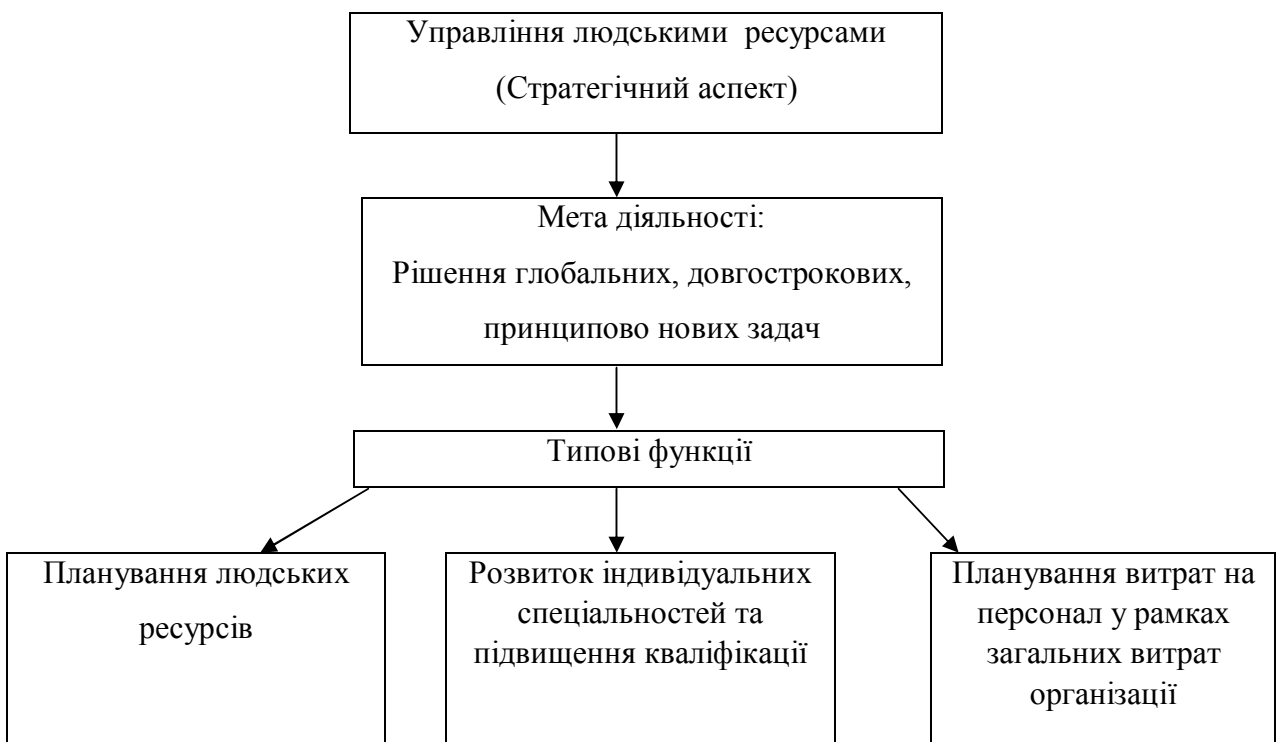 Управління людськими ресурсами
(Стратегічний аспект)
Мета діяльності:
Рішення глобальних, довгострокових,
принципово нових задач
Типові функції
Планування людських
ресурсів
Розвиток індивідуальних
спеціальностей та
підвищення кваліфікації
Планування витрат на
персонал у рамках
загальних витрат
організації